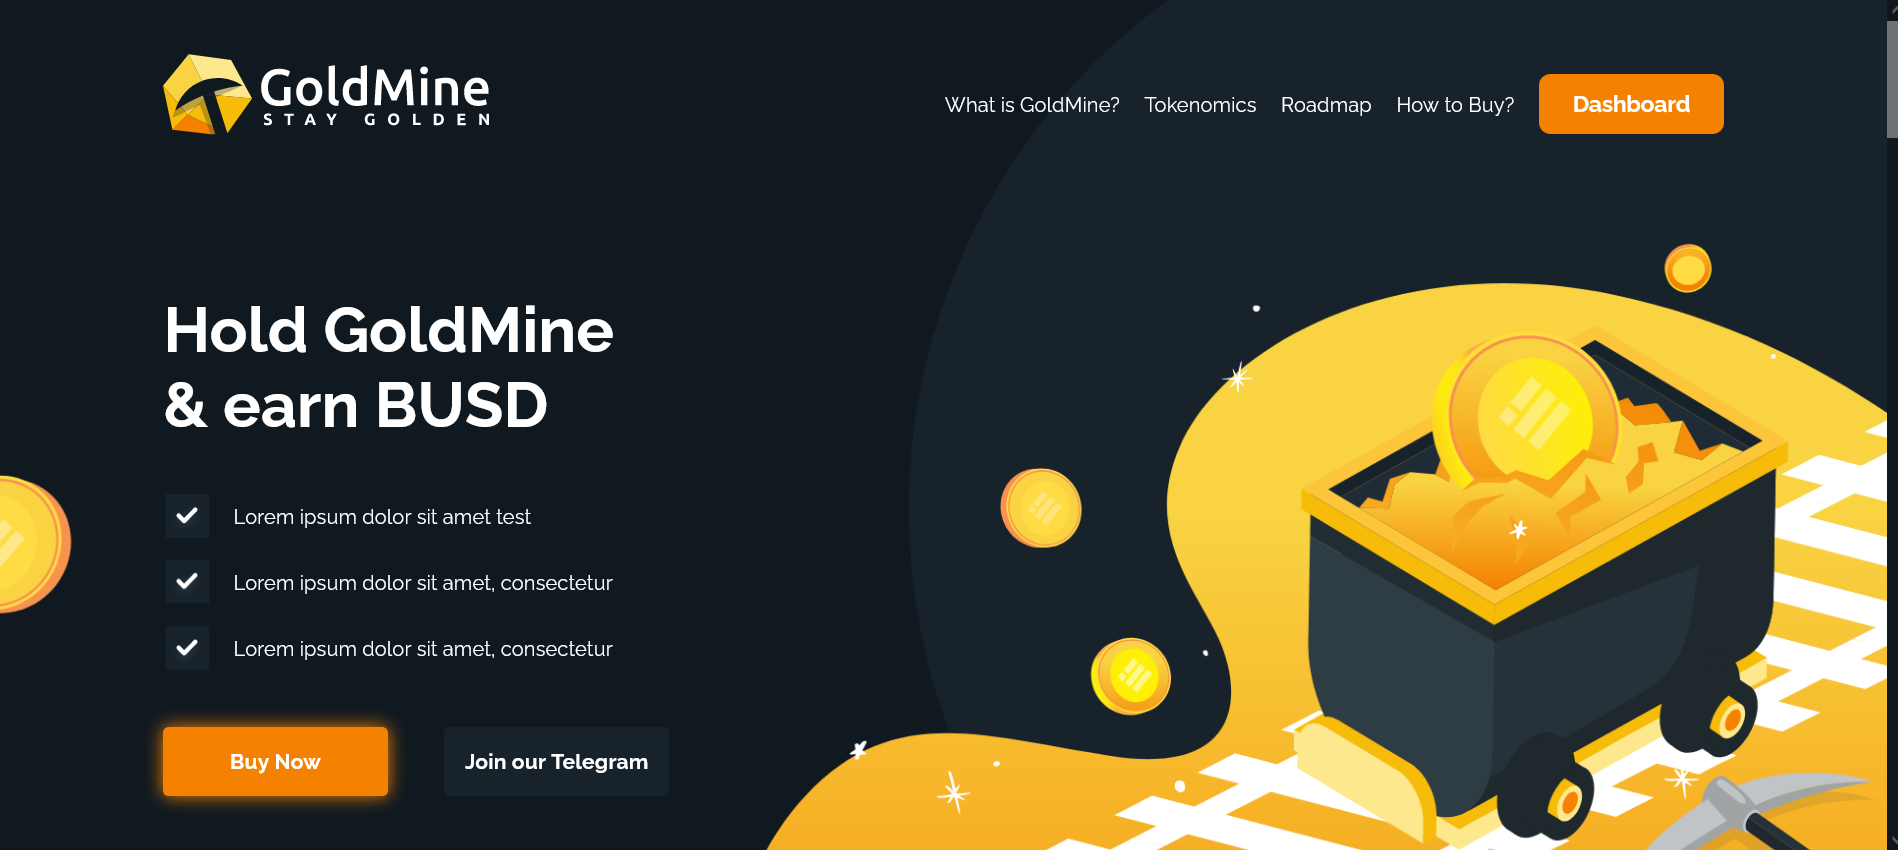 GoldMine
STAY GOLDEN
What is GoldMine?
Tokenomics
Roadmap
How to Buy?
Dashboard
Hold GoldMine
& earn BUSD
Lorem ipsum dolor sit amet test
Lorem ipsum dolor sit amet, consectetur
Lorem ipsum dolor sit amet, consectetur
Buy Now
Join our Telegram